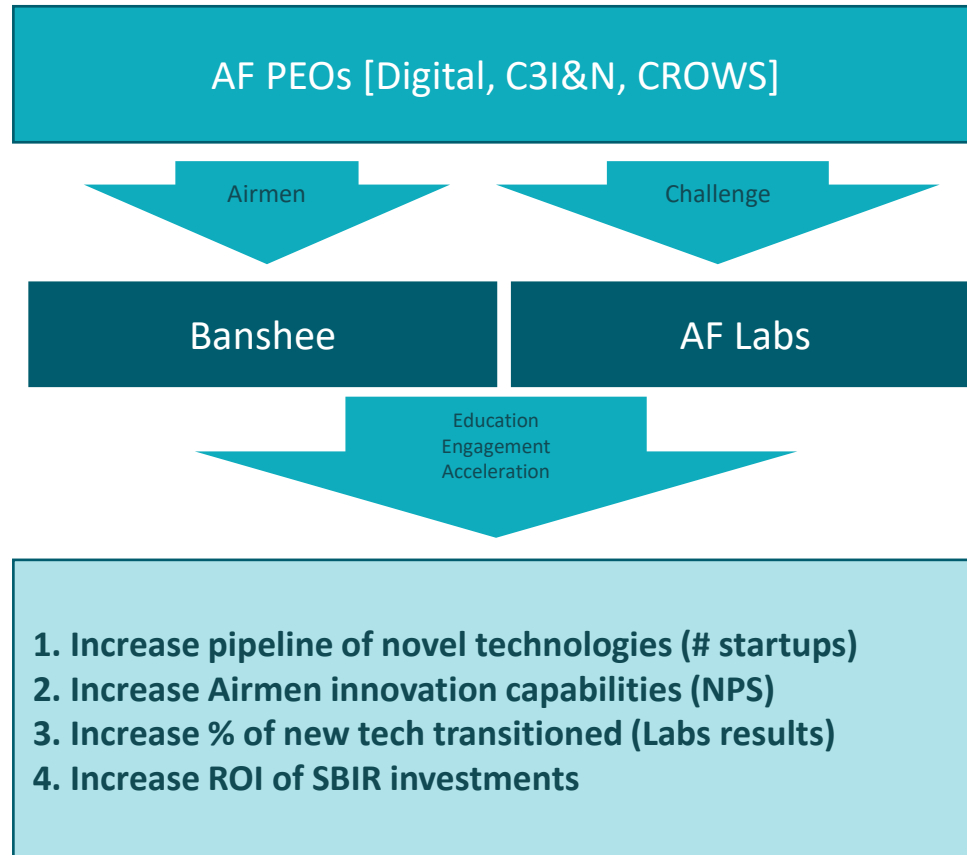 AF PEOs [Digital, C3I&N, CROWS]
Airmen
Challenge
Banshee
AF Labs
Education
Engagement
Acceleration
1. Increase pipeline of novel technologies (# startups)
2. Increase Airmen innovation capabilities (NPS)
3. Increase % of new tech transitioned (Labs results)
4. Increase ROI of SBIR investments